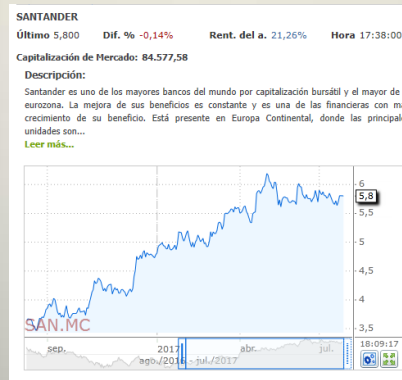 SANTANDER
Último 5,800 Dif. % -0,14% Rent. del a. 21,26% Hora 17:38:00
Capitalización de Mercado: 84.577,58
Descripción:
Santander es uno de los mayores bancos del mundo por capitalización bursátil y el mayor de
eurozona. La mejora de sus beneficios es constante y es una de las financieras con m
crecimiento de su beneficio. Está presente en Europa Continental, donde las principal
unidades son...
Leer más...
6
5,8
5,5
5
4,5
4
3,5
SAN.MC
sep. 2017 abr. jul.
ago./2016 - jul./2017
18:09:17